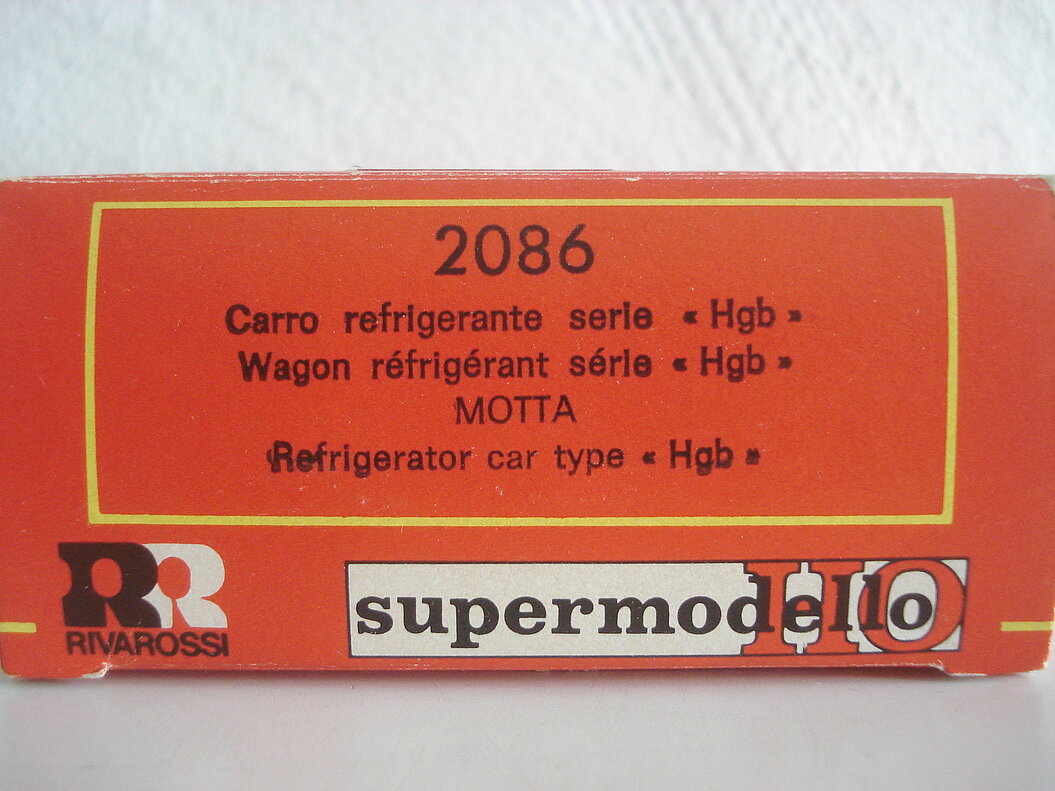 2086
Carro refrigerante serie « Hgb »
Wagon réfrigérant série « Hgb »
MOTTA
Refrigerator car type « Hgb »
RR
RIVAROSSI
supermodello HO